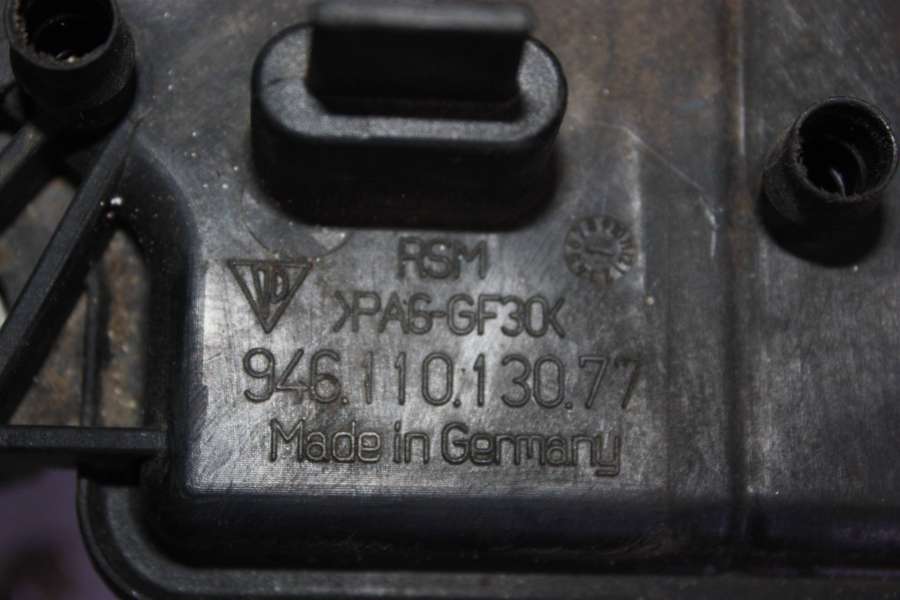 RSM
>PA6-GF30<
946.110.130.77
Made in Germany